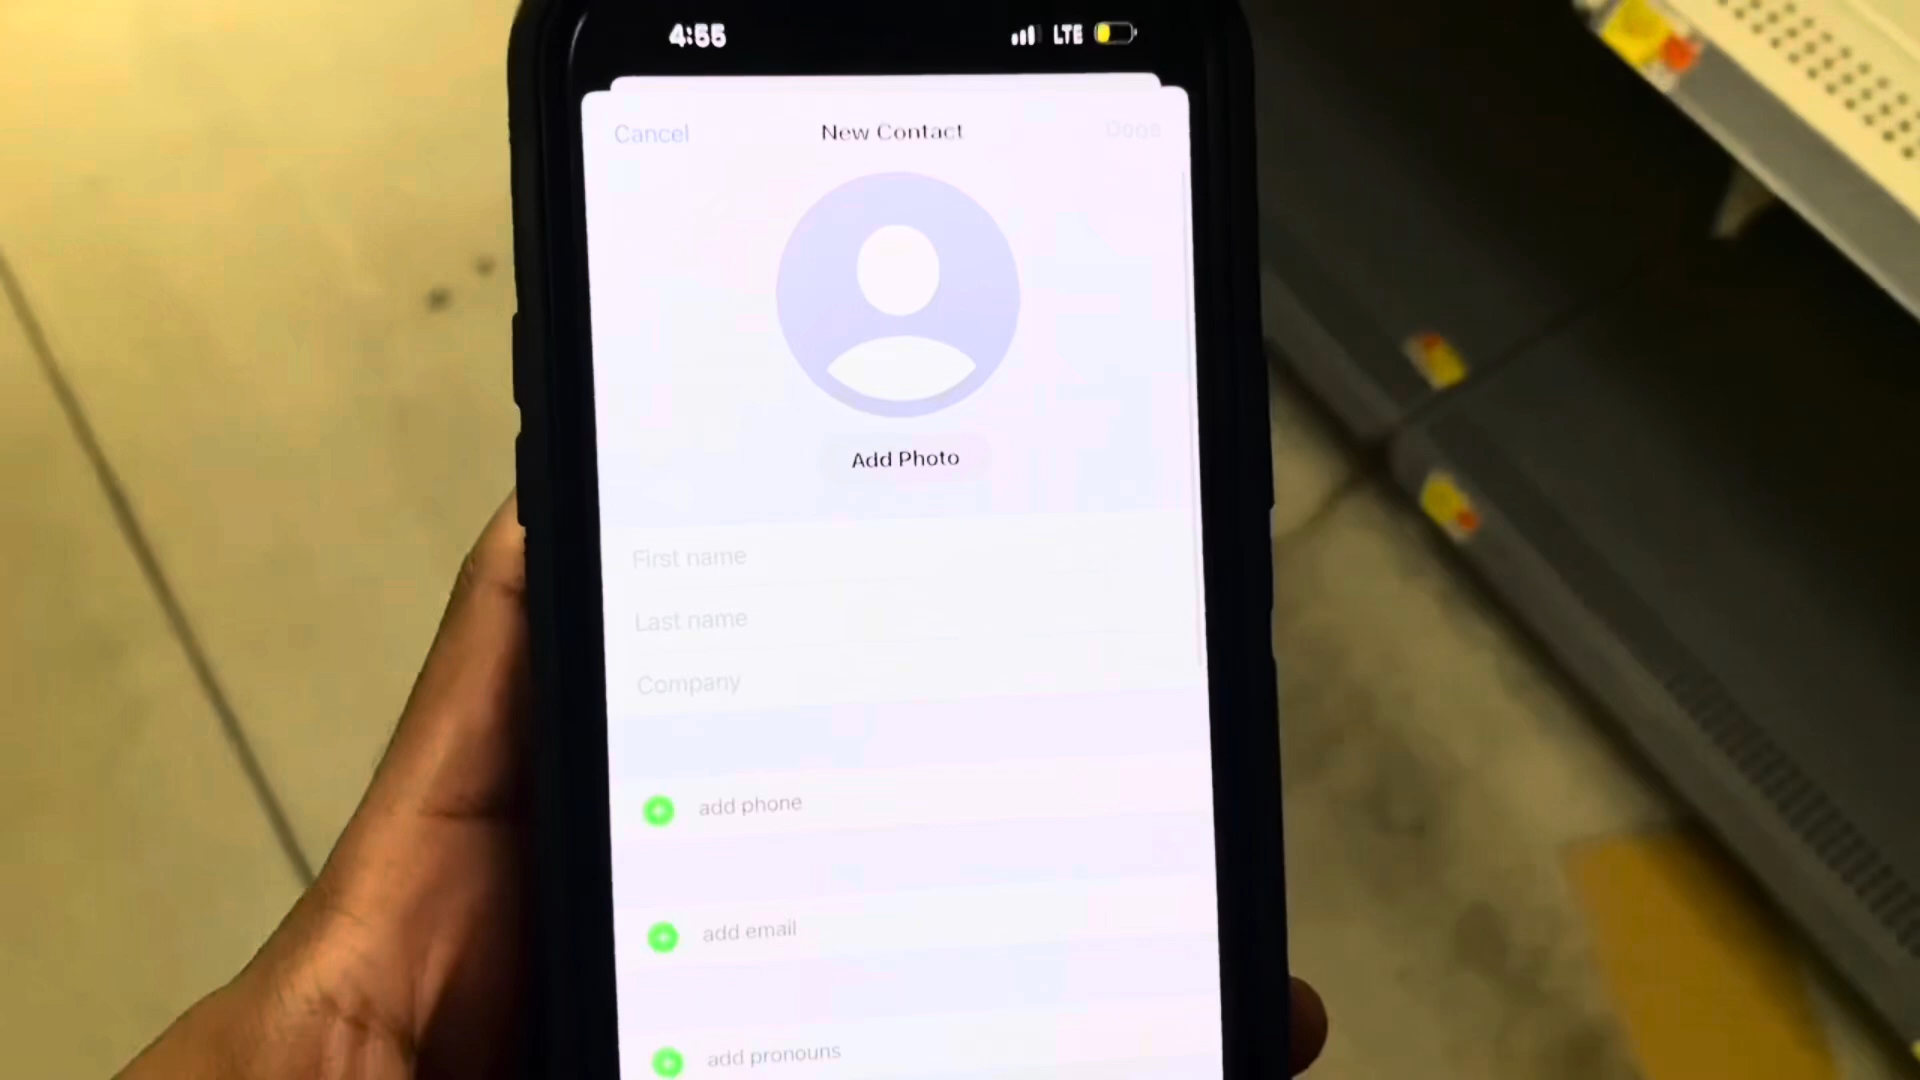 4:55 LTE
Cancel New Contact
Add Photo
First name
Last name
Company
add phone
add email
add pronouns